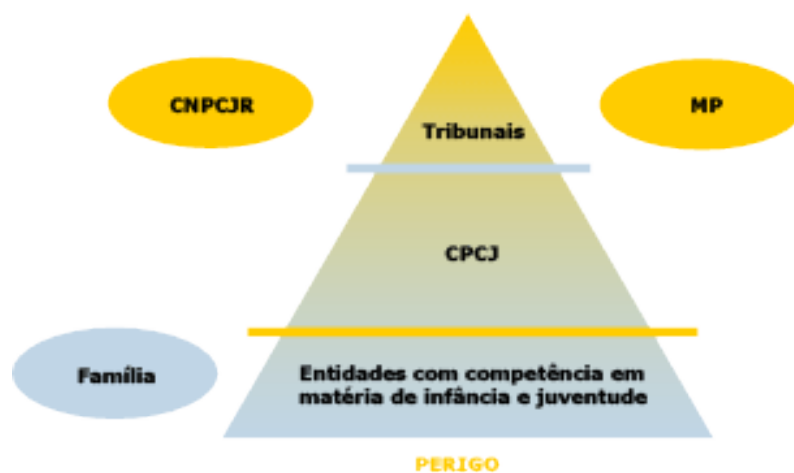 CNPCJR
MP
Tribunais
CPCJ
Família
Entidades com competência em
matéria de infância e juventude
PERIGO